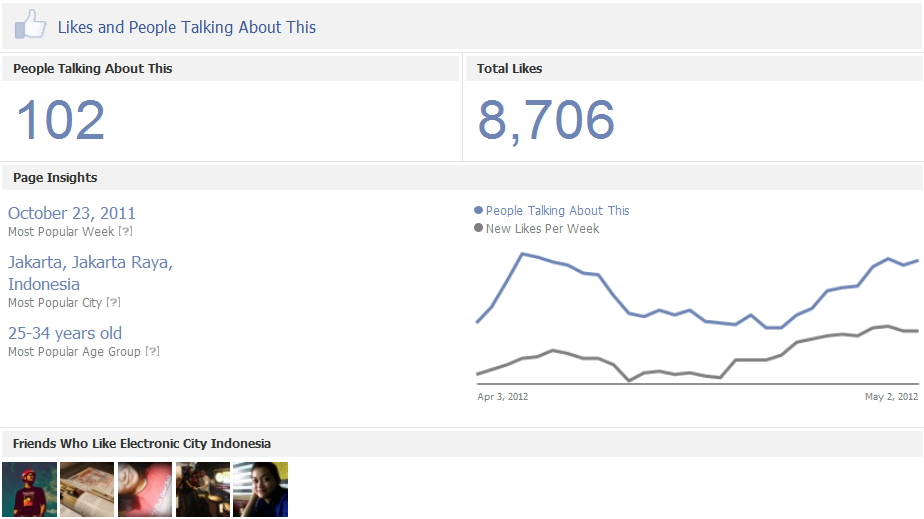 Likes and People Talking About This
People Talking About This
Total Likes
102
8,706
Page Insights
October 23, 2011
Most Popular Week [?]
Jakarta, Jakarta Raya,
Indonesia
Most Popular City [?]
25-34 years old
Most Popular Age Group [?]
People Talking About This
New Likes Per Week
Apr 3, 2012
May 2, 2012
Friends Who Like Electronic City Indonesia